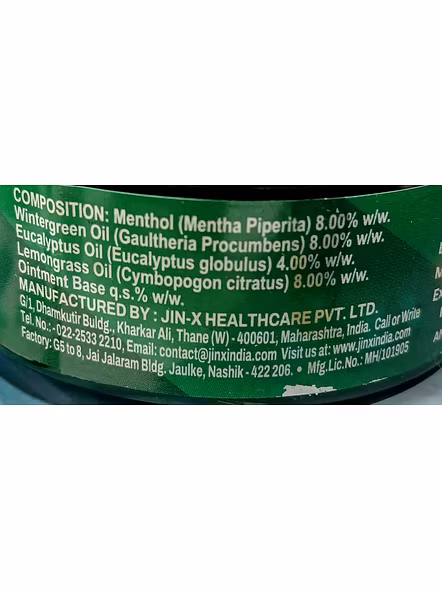 COMPOSITION: Menthol (Mentha Piperita) 8.00% w/w.
Wintergreen Oil (Gaultheria Procumbens) 8.00% w/w.
Eucalyptus Oil (Eucalyptus globulus) 4.00% w/w.
Lemongrass Oil (Cymbopogon citratus) 8.00% w/w.
Ointment Base q.s.% w/w.
MANUFACTURED BY : JIN-X HEALTHCARE PVT. LTD.
G/1, Dhamkutir Buldg., Kharkar Ali, Thane (W) - 400601, Maharashtra, India. Call or Write
Tel. No.: -022-2533 2210, Email: contact@jinxindia.com Visit us at: www.jinxindia.com
Factory: G5 to 8, Jai Jalaram Bldg. Jaulke, Nashik - 422 206. • Mfg.Lic.No.: MH/101905